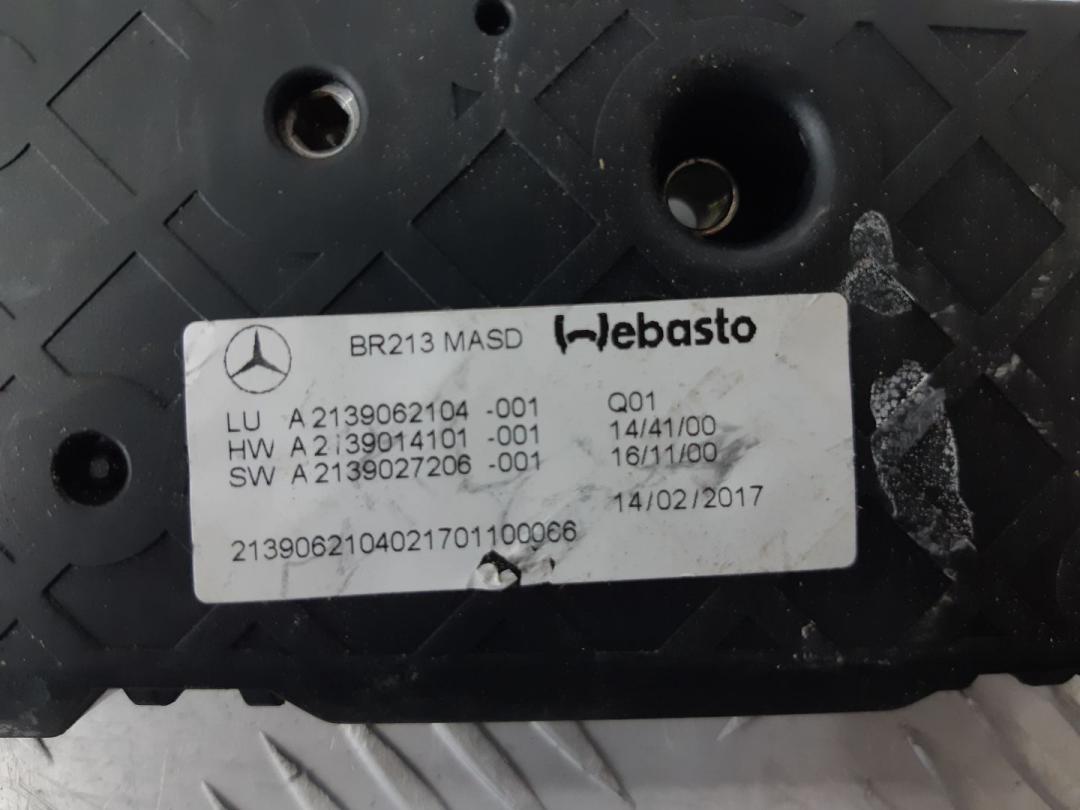 BR213 MASD Webasto
LU A 2139062104 -001 Q01
HW A 2139014101 -001 14/41/00
SW A 2139027206 -001 16/11/00
14/02/2017
2139062104021701100066